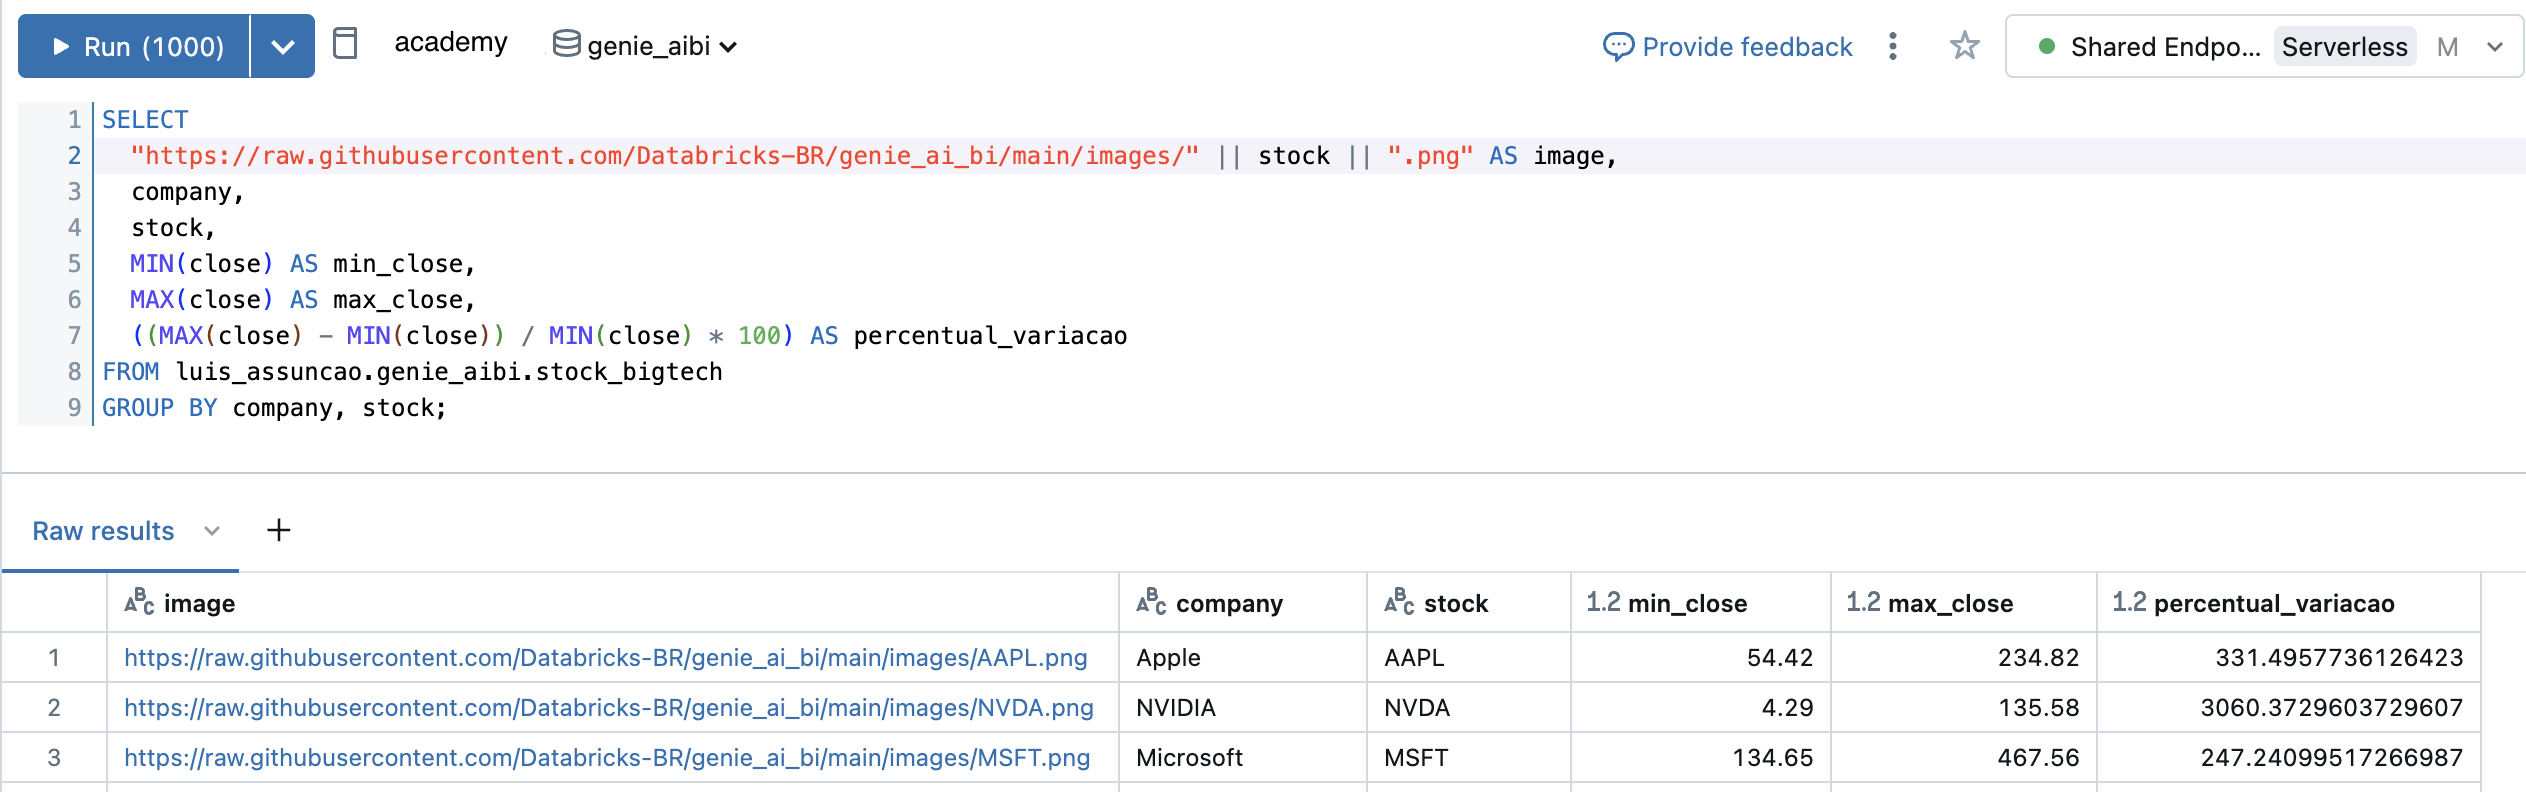 Run (1000) academy genie_aibi Provide feedback Shared Endpo... Serverless M
1 SELECT
2 "https://raw.githubusercontent.com/Databricks-BR/genie_ai_bi/main/images/" || stock || ".png" AS image,
3 company,
4 stock,
5 MIN(close) AS min_close,
6 MAX(close) AS max_close,
7 ((MAX(close) - MIN(close)) / MIN(close) * 100) AS percentual_variacao
8 FROM luis_assuncao.genie_aibi.stock_bigtech
9 GROUP BY company, stock;
Raw results +
ABC image ABC company ABC stock 1.2 min_close 1.2 max_close 1.2 percentual_variacao
1 https://raw.githubusercontent.com/Databricks-BR/genie_ai_bi/main/images/AAPL.png Apple AAPL 54.42 234.82 331.4957736126423
2 https://raw.githubusercontent.com/Databricks-BR/genie_ai_bi/main/images/NVDA.png NVIDIA NVDA 4.29 135.58 3060.3729603729607
3 https://raw.githubusercontent.com/Databricks-BR/genie_ai_bi/main/images/MSFT.png Microsoft MSFT 134.65 467.56 247.24099517266987